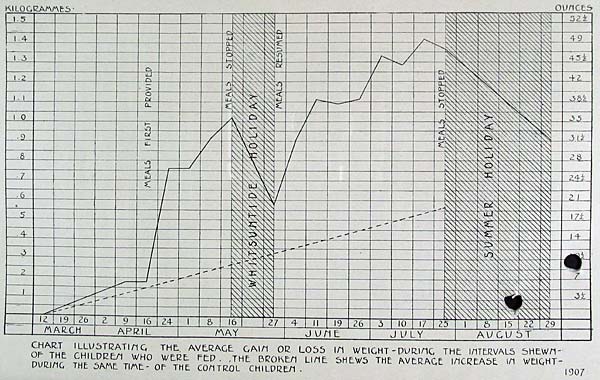 KILOGRAMMES.
OUNCES
1.5
1.4
1.3
1.2
1.1
1.0
.9
.8
.7
.6
.5
.4
.3
.2
.1
52½
49
45½
42
38½
35
31½
28
24½
21
17½
14
7
3½
MEALS FIRST PROVIDED
MEALS STOPPED
WHITSUNTIDE HOLIDAY
MEALS RESUMED
MEALS STOPPED
SUMMER HOLIDAY
12 19 26 2 9 16 24 1 8 16 27 4 11 19 26 3 10 17 25 1 8 15 22 29
MARCH APRIL MAY JUNE JULY AUGUST
CHART ILLUSTRATING THE AVERAGE GAIN OR LOSS IN WEIGHT-DURING THE INTERVALS SHEWN-
OF THE CHILDREN WHO WERE FED. THE BROKEN LINE SHEWS THE AVERAGE INCREASE IN WEIGHT-
DURING THE SAME TIME- OF THE CONTROL CHILDREN.
1907